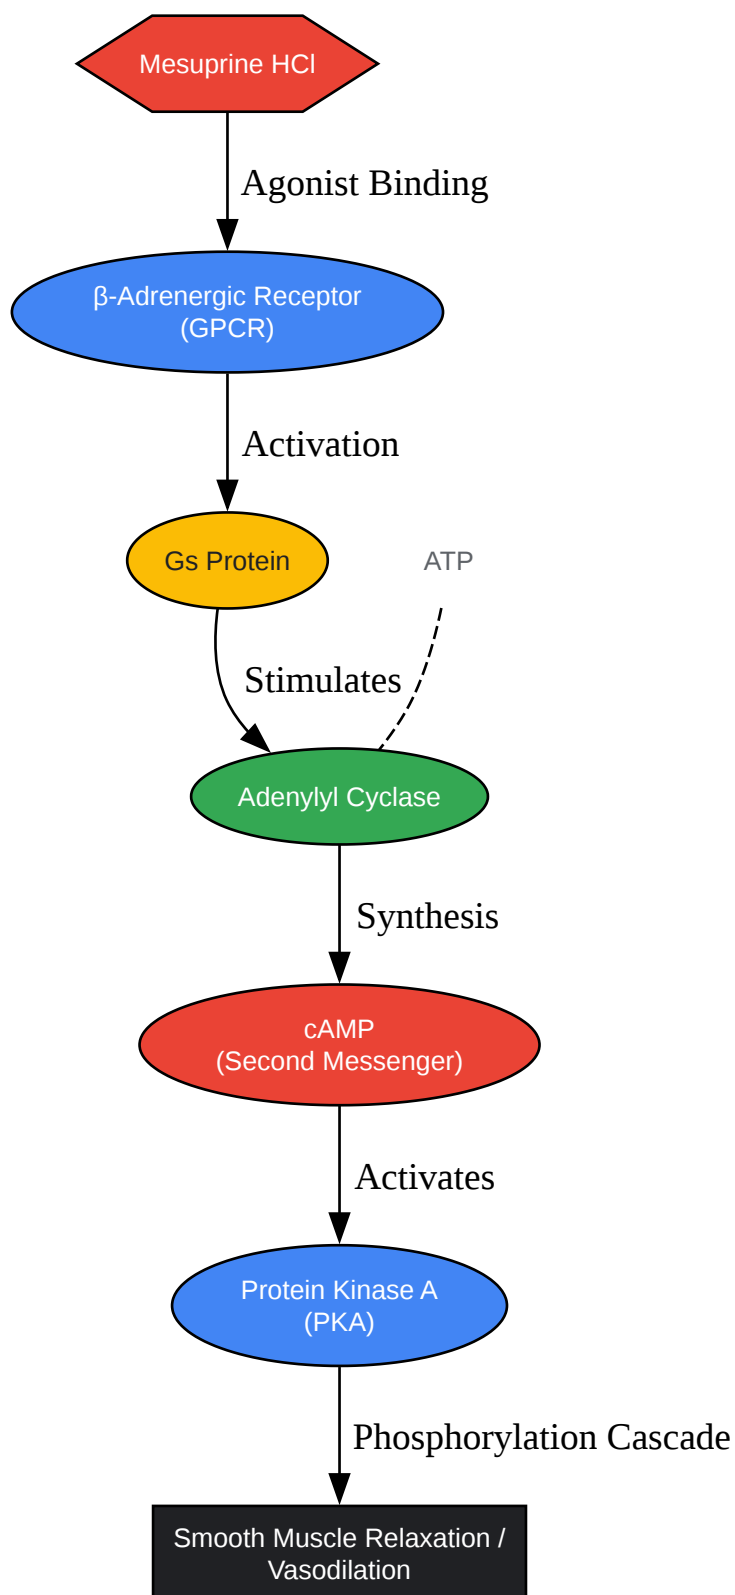 Mesuprine HCl
Agonist Binding
β-Adrenergic Receptor
(GPCR)
Activation
Gs Protein
ATP
Stimulates
Adenylyl Cyclase
Synthesis
cAMP
(Second Messenger)
Activates
Protein Kinase A
(PKA)
Phosphorylation Cascade
Smooth Muscle Relaxation /
Vasodilation